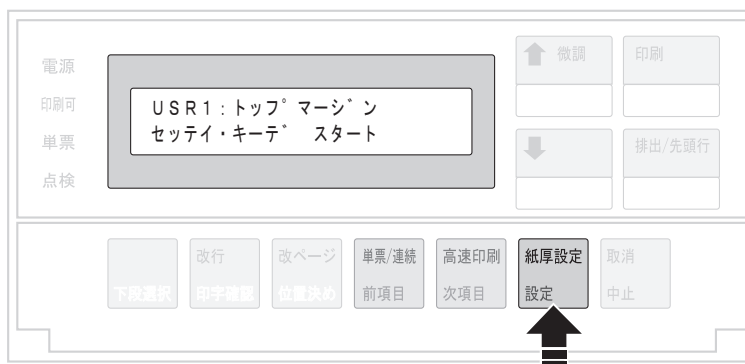 電源
印刷可
単票
点検
USR1:トップマージン
セッテイ・キーデ スタート
微調
印刷
排出/先頭行
下段選択
改行
印字確認
改ページ
位置決め
単票/連続
前項目
高速印刷
次項目
紙厚設定
設定
取消
中止